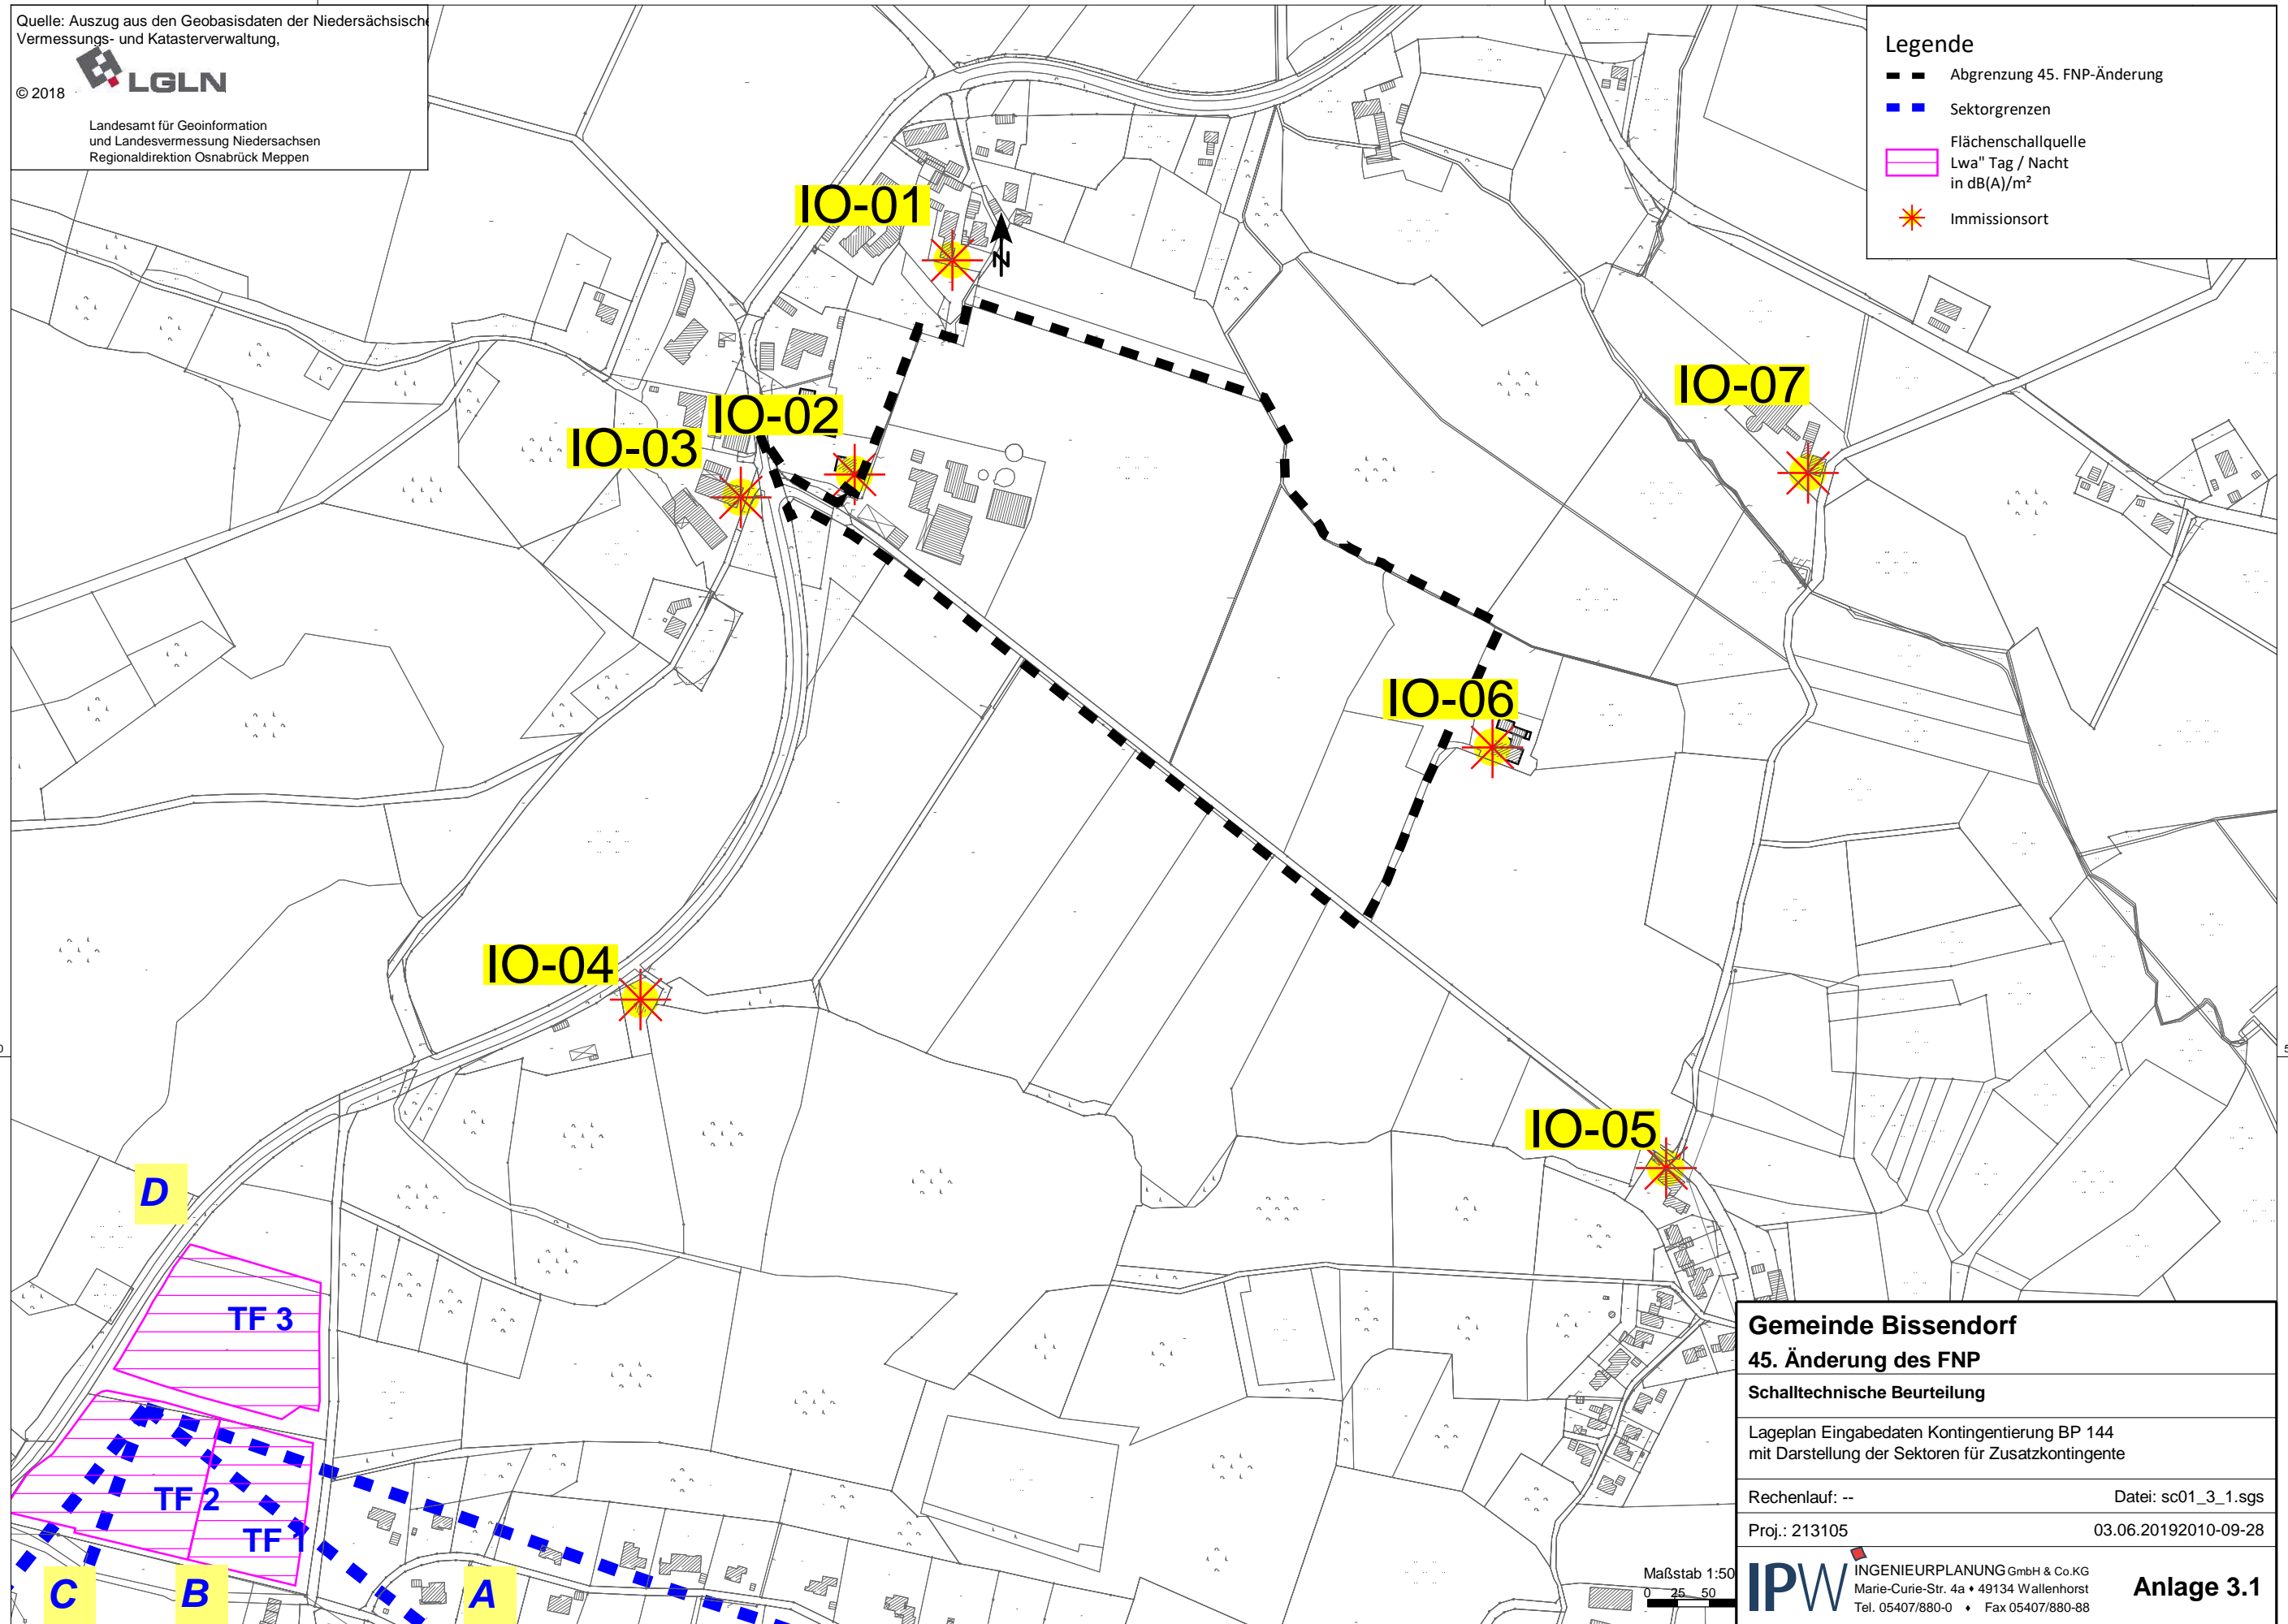 Quelle: Auszug aus den Geobasisdaten der Niedersächsische
Vermessungs- und Katasterverwaltung,
LGLN
© 2018
Landesamt für Geoinformation
und Landesvermessung Niedersachsen
Regionaldirektion Osnabrück Meppen
Legende
Abgrenzung 45. FNP-Änderung
Sektorgrenzen
Flächenschallquelle
Lwa" Tag / Nacht
in dB(A)/m²
Immissionsort
IO-01
N
IO-07
IO-02
IO-03
IO-06
IO-04
IO-05
D
TF 3
TF 2
TF 1
C
B
A
Gemeinde Bissendorf
45. Änderung des FNP
Schalltechnische Beurteilung
Lageplan Eingabedaten Kontingentierung BP 144
mit Darstellung der Sektoren für Zusatzkontingente
Rechenlauf: -- Datei: sc01_3_1.sgs
Proj.: 213105 03.06.20192010-09-28
Maßstab 1:50
0 25 50
IPW
INGENIEURPLANUNG GmbH & Co.KG
Marie-Curie-Str. 4a ♦ 49134 Wallenhorst
Tel. 05407/880-0 ♦ Fax 05407/880-88
Anlage 3.1